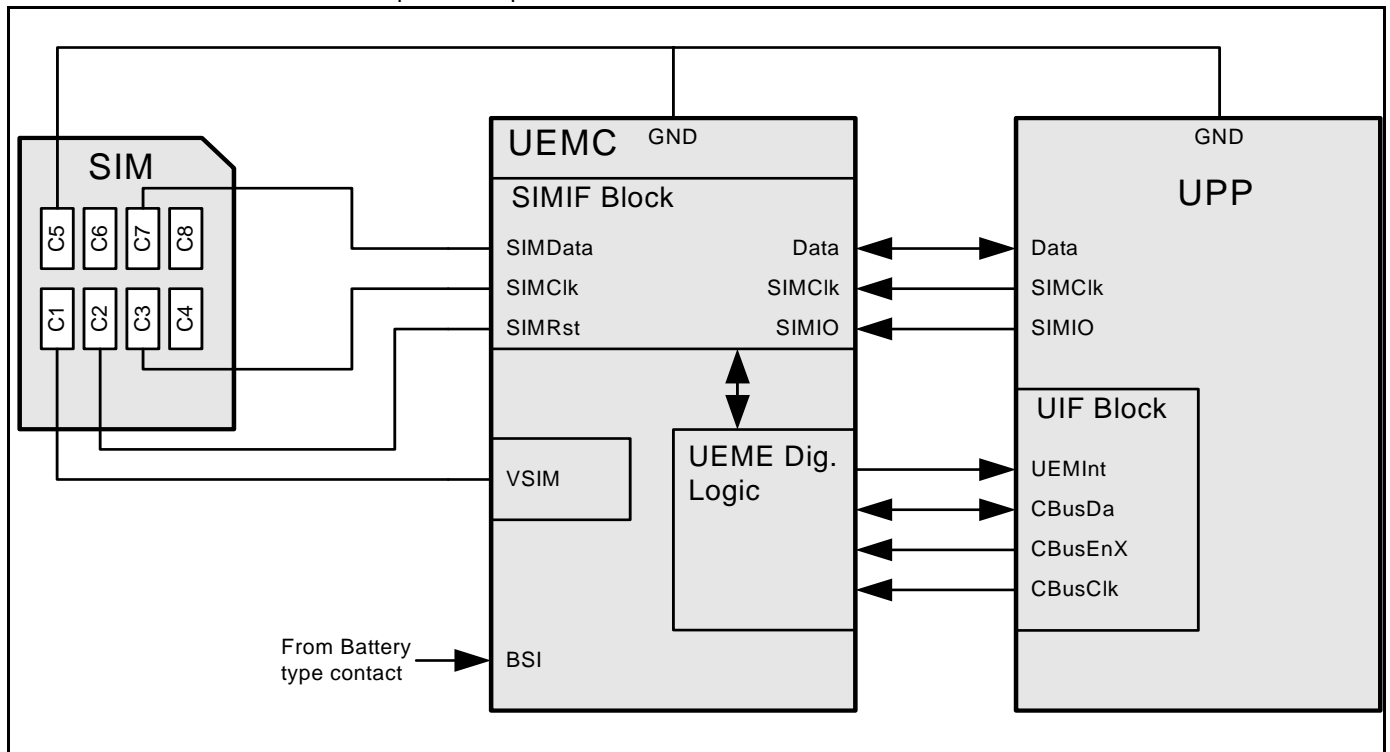 UEMC
GND
GND
SIM
SIMIF Block
UPP
C5
C6
C7
C8
SIMData
Data
Data
SIMClk
SIMClk
SIMClk
C1
C2
C3
C4
SIMRst
SIMIO
SIMIO
UIF Block
UEME Dig.
Logic
VSIM
UEMInt
CBusDa
CBusEnX
CBusClk
From Battery
type contact
BSI